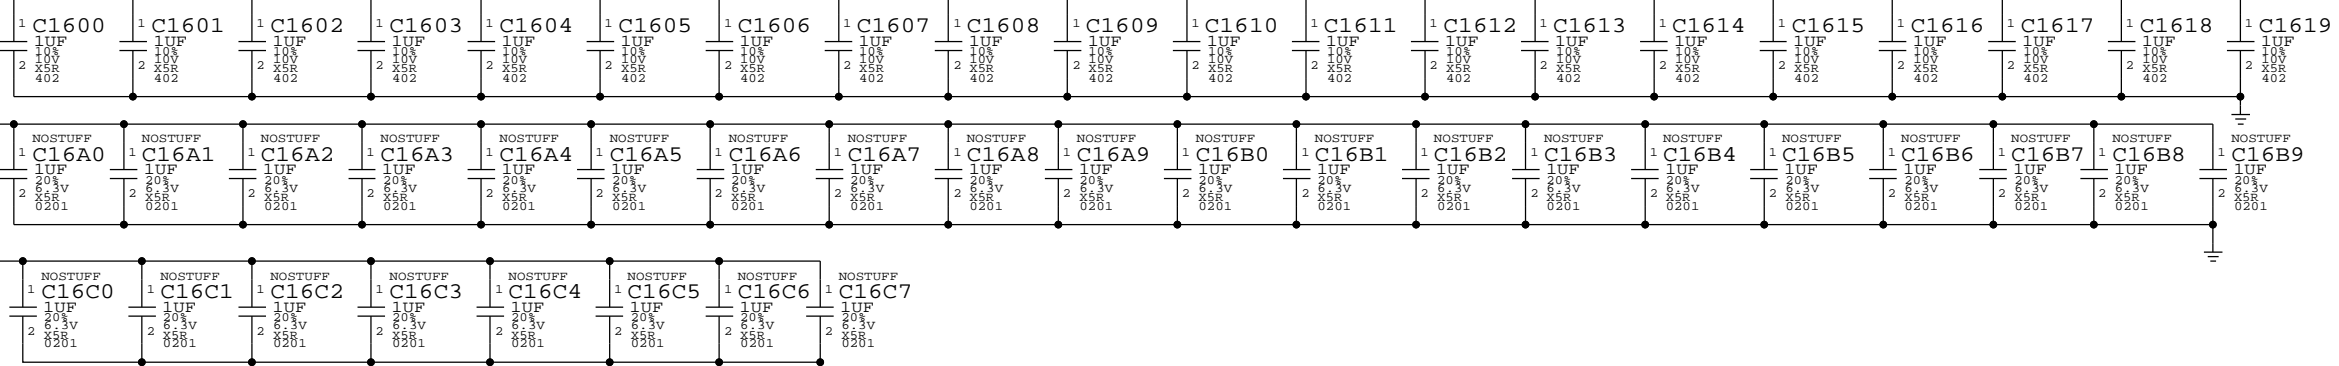 1 C1600 1 C1601 1 C1602 1 C1603 1 C1604 1 C1605 1 C1606 1 C1607 1 C1608 1 C1609 1 C1610 1 C1611 1 C1612 1 C1613 1 C1614 1 C1615 1 C1616 1 C1617 1 C1618 1 C1619
1UF 1UF 1UF 1UF 1UF 1UF 1UF 1UF 1UF 1UF 1UF 1UF 1UF 1UF 1UF 1UF 1UF 1UF 1UF 1UF
10% 10% 10% 10% 10% 10% 10% 10% 10% 10% 10% 10% 10% 10% 10% 10% 10% 10% 10% 10%
10V 10V 10V 10V 10V 10V 10V 10V 10V 10V 10V 10V 10V 10V 10V 10V 10V 10V 10V 10V
2 X5R 2 X5R 2 X5R 2 X5R 2 X5R 2 X5R 2 X5R 2 X5R 2 X5R 2 X5R 2 X5R 2 X5R 2 X5R 2 X5R 2 X5R 2 X5R 2 X5R 2 X5R 2 X5R 2 X5R
402 402 402 402 402 402 402 402 402 402 402 402 402 402 402 402 402 402 402 402
NOSTUFF NOSTUFF NOSTUFF NOSTUFF NOSTUFF NOSTUFF NOSTUFF NOSTUFF NOSTUFF NOSTUFF NOSTUFF NOSTUFF NOSTUFF NOSTUFF NOSTUFF NOSTUFF NOSTUFF NOSTUFF NOSTUFF NOSTUFF
1 C16A0 1 C16A1 1 C16A2 1 C16A3 1 C16A4 1 C16A5 1 C16A6 1 C16A7 1 C16A8 1 C16A9 1 C16B0 1 C16B1 1 C16B2 1 C16B3 1 C16B4 1 C16B5 1 C16B6 1 C16B7 1 C16B8 1 C16B9
1UF 1UF 1UF 1UF 1UF 1UF 1UF 1UF 1UF 1UF 1UF 1UF 1UF 1UF 1UF 1UF 1UF 1UF 1UF 1UF
20% 20% 20% 20% 20% 20% 20% 20% 20% 20% 20% 20% 20% 20% 20% 20% 20% 20% 20% 20%
6.3V 6.3V 6.3V 6.3V 6.3V 6.3V 6.3V 6.3V 6.3V 6.3V 6.3V 6.3V 6.3V 6.3V 6.3V 6.3V 6.3V 6.3V 6.3V 6.3V
2 X5R 2 X5R 2 X5R 2 X5R 2 X5R 2 X5R 2 X5R 2 X5R 2 X5R 2 X5R 2 X5R 2 X5R 2 X5R 2 X5R 2 X5R 2 X5R 2 X5R 2 X5R 2 X5R 2 X5R
0201 0201 0201 0201 0201 0201 0201 0201 0201 0201 0201 0201 0201 0201 0201 0201 0201 0201 0201 0201
NOSTUFF NOSTUFF NOSTUFF NOSTUFF NOSTUFF NOSTUFF NOSTUFF NOSTUFF
1 C16C0 1 C16C1 1 C16C2 1 C16C3 1 C16C4 1 C16C5 1 C16C6 1 C16C7
1UF 1UF 1UF 1UF 1UF 1UF 1UF 1UF
20% 20% 20% 20% 20% 20% 20% 20%
6.3V 6.3V 6.3V 6.3V 6.3V 6.3V 6.3V 6.3V
2 X5R 2 X5R 2 X5R 2 X5R 2 X5R 2 X5R 2 X5R 2 X5R
0201 0201 0201 0201 0201 0201 0201 0201